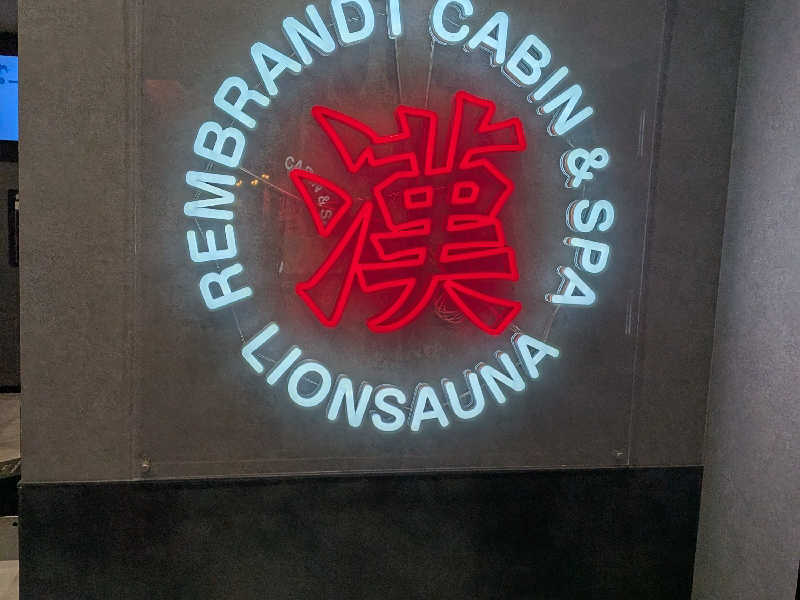 REMBRANDT CABIN & SPA
漢
LIONSAUNA